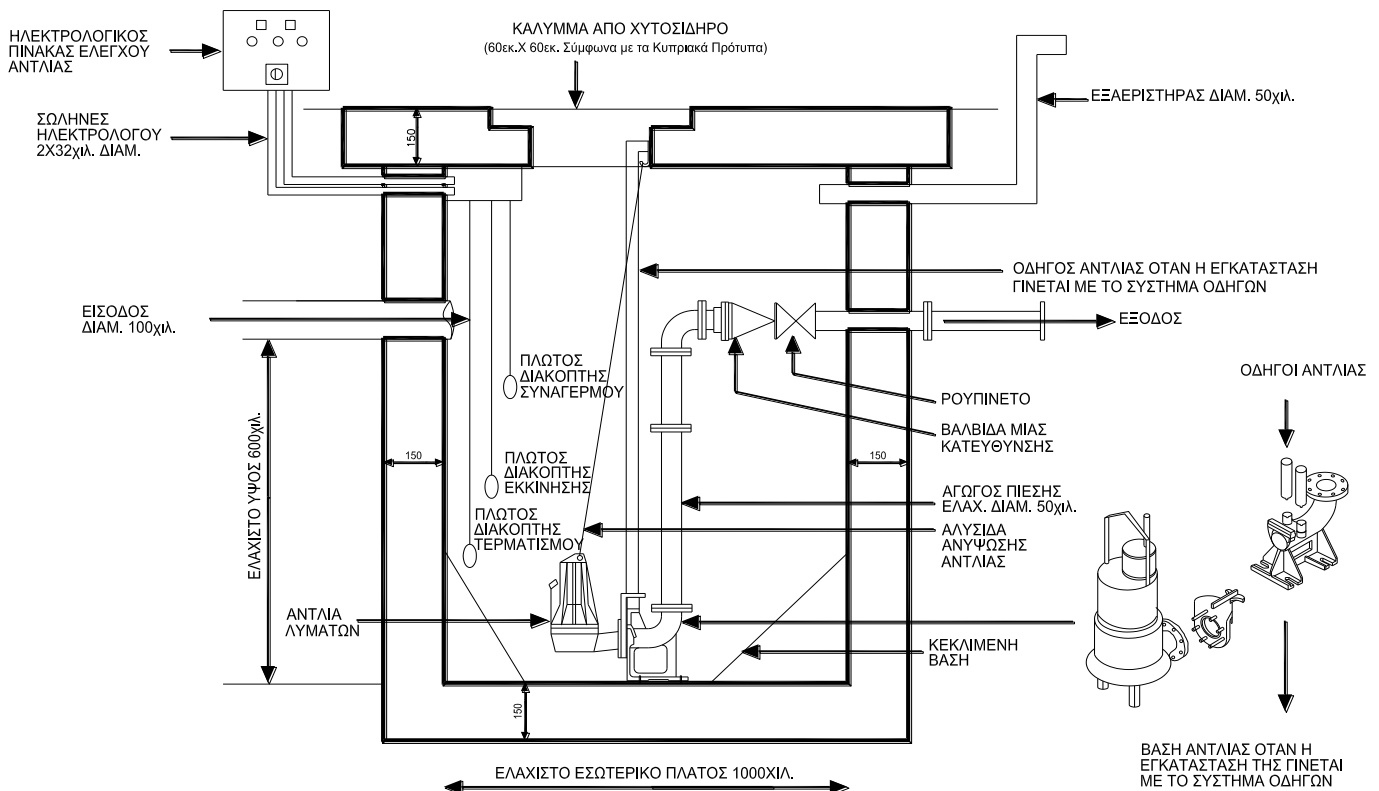 ΗΛΕΚΤΡΟΛΟΓΙΚΟΣ
ΠΙΝΑΚΑΣ ΕΛΕΓΧΟΥ
ΑΝΤΛΙΑΣ
ΚΑΛΥΜΜΑ ΑΠΟ ΧΥΤΟΣΙΔΗΡΟ
(60εκ.Χ 60εκ. Σύμφωνα με τα Κυπριακά Πρότυπα)
ΕΞΑΕΡΙΣΤΗΡΑΣ ΔΙΑΜ. 50χιλ.
ΣΩΛΗΝΕΣ
ΗΛΕΚΤΡΟΛΟΓΟΥ
2Χ32χιλ. ΔΙΑΜ.
150
ΟΔΗΓΟΣ ΑΝΤΛΙΑΣ ΟΤΑΝ Η ΕΓΚΑΤΑΣΤΑΣΗ
ΓΙΝΕΤΑΙ ΜΕ ΤΟ ΣΥΣΤΗΜΑ ΟΔΗΓΩΝ
ΕΙΣΟΔΟΣ
ΔΙΑΜ. 100χιλ.
ΕΞΟΔΟΣ
ΠΛΩΤΟΣ
ΔΙΑΚΟΠΤΗΣ
ΣΥΝΑΓΕΡΜΟΥ
ΟΔΗΓΟΙ ΑΝΤΛΙΑΣ
ΡΟΥΠΙΝΕΤΟ
ΒΑΛΒΙΔΑ ΜΙΑΣ
ΚΑΤΕΥΘΥΝΣΗΣ
ΕΛΑΧΙΣΤΟ ΥΨΟΣ 600χιλ.
150
150
ΠΛΩΤΟΣ
ΔΙΑΚΟΠΤΗΣ
ΕΚΚΙΝΗΣΗΣ
ΑΓΩΓΟΣ ΠΙΕΣΗΣ
ΕΛΑΧ. ΔΙΑΜ. 50χιλ.
ΠΛΩΤΟΣ
ΔΙΑΚΟΠΤΗΣ
ΤΕΡΜΑΤΙΣΜΟΥ
ΑΛΥΣΙΔΑ
ΑΝΥΨΩΣΗΣ
ΑΝΤΛΙΑΣ
ΑΝΤΛΙΑ
ΛΥΜΑΤΩΝ
ΚΕΚΛΙΜΕΝΗ
ΒΑΣΗ
150
ΒΑΣΗ ΑΝΤΛΙΑΣ ΟΤΑΝ Η
ΕΓΚΑΤΑΣΤΑΣΗ ΤΗΣ ΓΙΝΕΤΑΙ
ΜΕ ΤΟ ΣΥΣΤΗΜΑ ΟΔΗΓΩΝ
ΕΛΑΧΙΣΤΟ ΕΣΩΤΕΡΙΚΟ ΠΛΑΤΟΣ 1000ΧΙΛ.